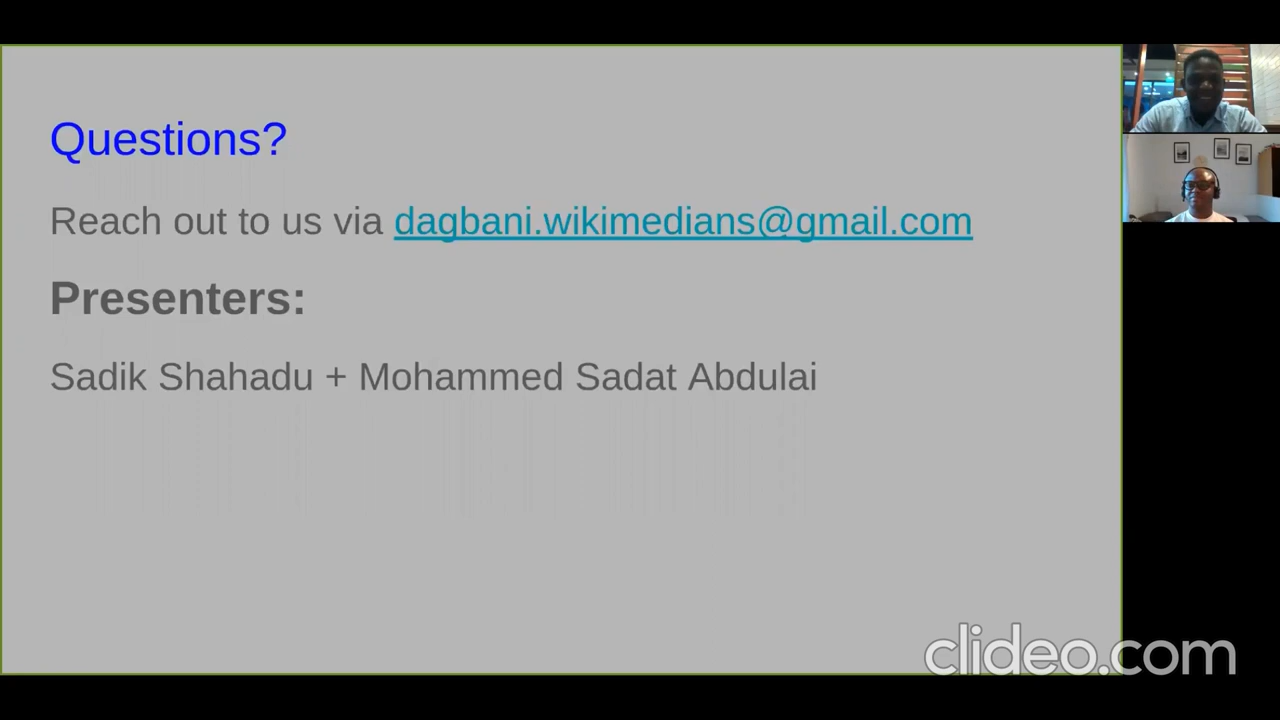 Questions?
Reach out to us via dagbani.wikimedians@gmail.com
Presenters:
Sadik Shahadu + Mohammed Sadat Abdulai
clideo.com